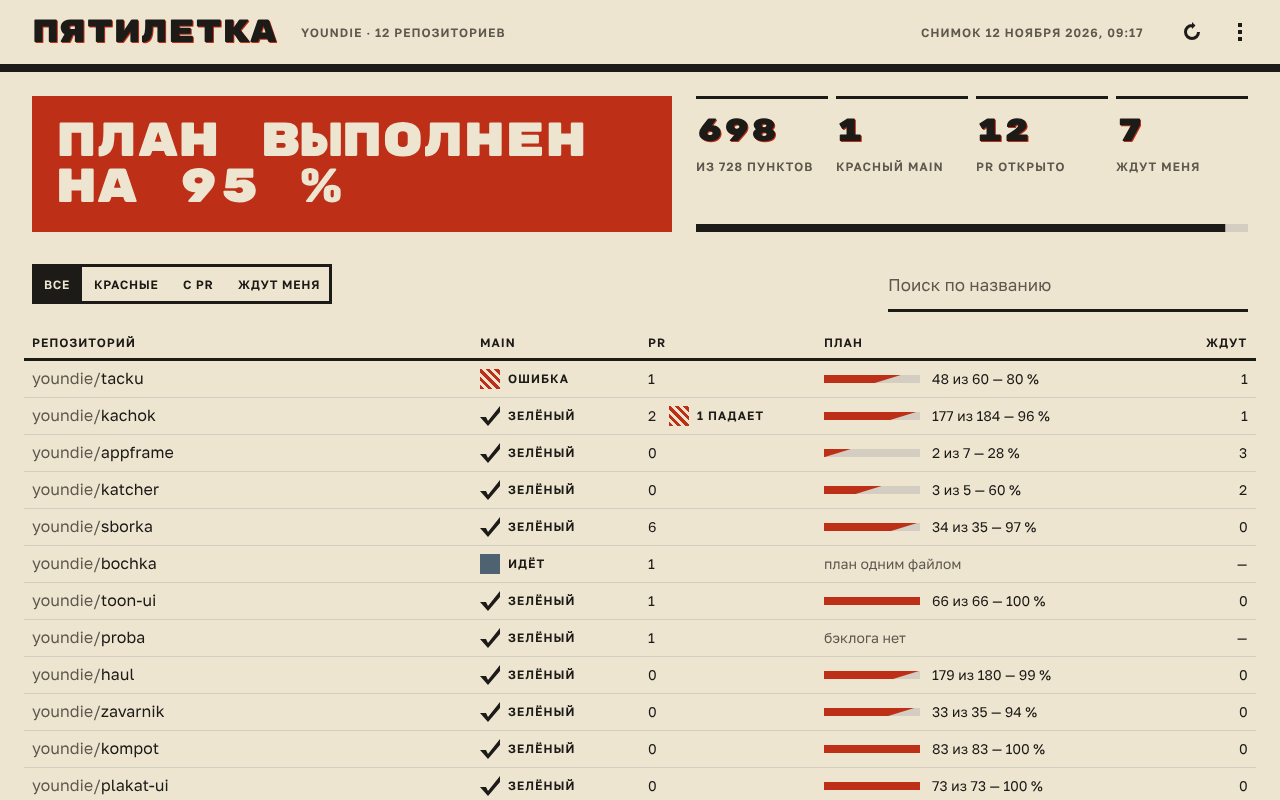 ПЯТИЛЕТКА YOUNDIE · 12 РЕПОЗИТОРИЕВ СНИМОК 12 НОЯБРЯ 2026, 09:17
ПЛАН ВЫПОЛНЕН
НА 95 %
698 1 12 7
ИЗ 728 ПУНКТОВ КРАСНЫЙ MAIN PR ОТКРЫТО ЖДУТ МЕНЯ
ВСЕ КРАСНЫЕ С PR ЖДУТ МЕНЯ Поиск по названию
РЕПОЗИТОРИЙ MAIN PR ПЛАН ЖДУТ
youndie/tacku ОШИБКА 1 48 из 60 — 80 % 1
youndie/kachok ЗЕЛЁНЫЙ 2 1 ПАДАЕТ 177 из 184 — 96 % 1
youndie/appframe ЗЕЛЁНЫЙ 0 2 из 7 — 28 % 3
youndie/katcher ЗЕЛЁНЫЙ 0 3 из 5 — 60 % 2
youndie/sborka ЗЕЛЁНЫЙ 6 34 из 35 — 97 % 0
youndie/bochka ИДЁТ 1 план одним файлом —
youndie/toon-ui ЗЕЛЁНЫЙ 1 66 из 66 — 100 % 0
youndie/proba ЗЕЛЁНЫЙ 1 бэклога нет —
youndie/haul ЗЕЛЁНЫЙ 0 179 из 180 — 99 % 0
youndie/zavarnik ЗЕЛЁНЫЙ 0 33 из 35 — 94 % 0
youndie/kompot ЗЕЛЁНЫЙ 0 83 из 83 — 100 % 0
youndie/plakat-ui ЗЕЛЁНЫЙ 0 73 из 73 — 100 % 0